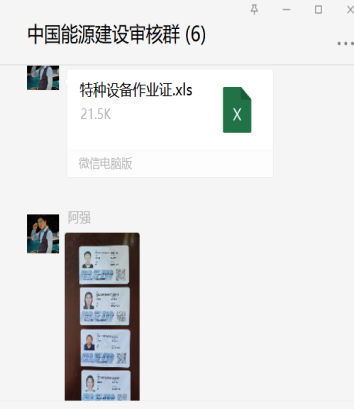 中国能源建设审核群 (6)
特种设备作业证.xls
21.5K
X
微信电脑版
阿强